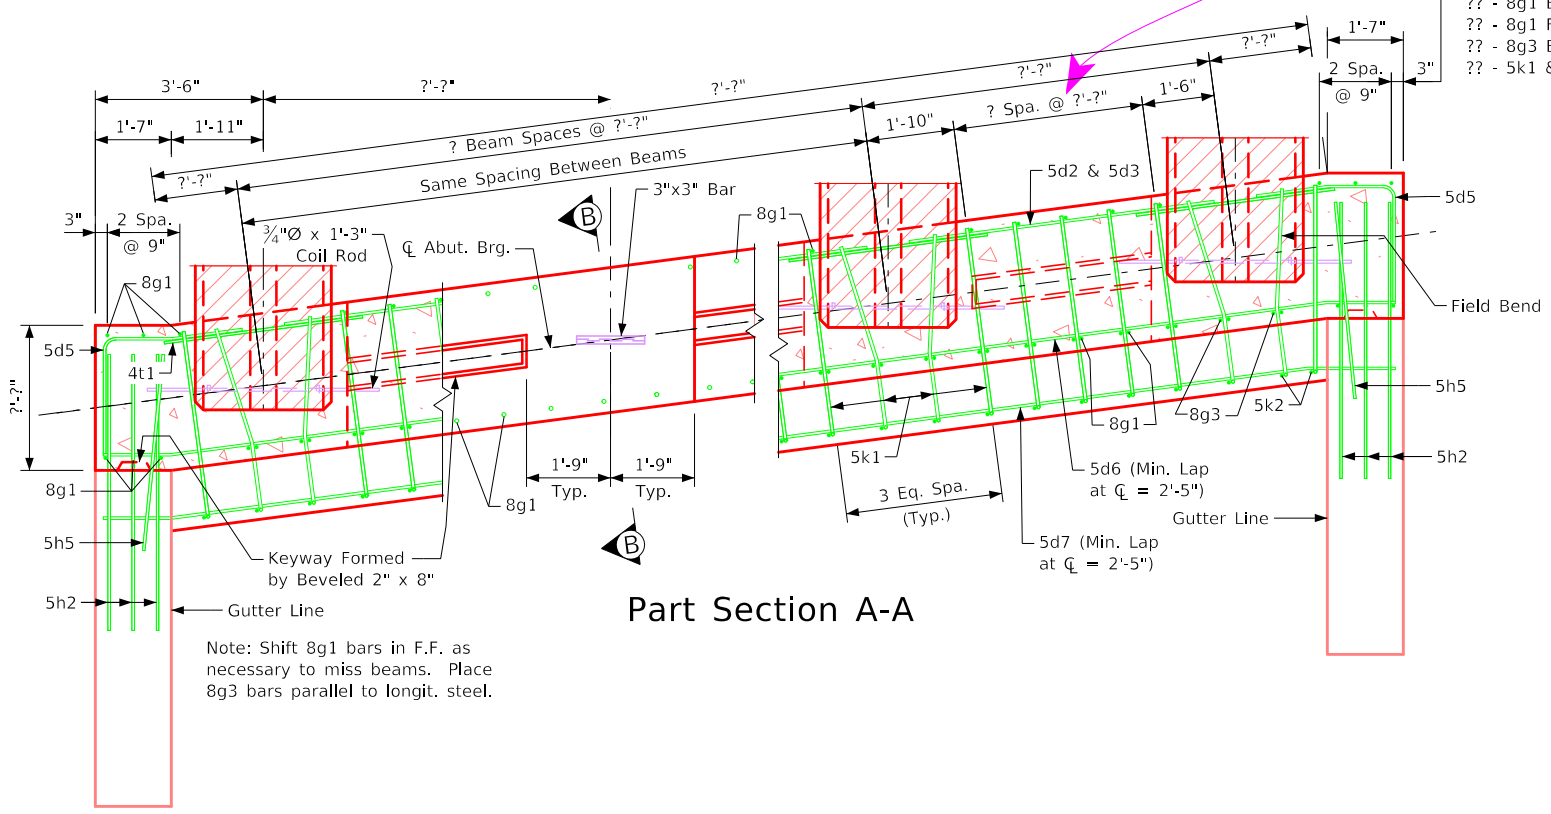 ?? - 8g1
?? - 8g1
?? - 8g3
?? - 5k1 &
1'-7"
?'-?"
2 Spa.
@ 9"
3"
3'-6"
?'-?"
?'-?"
?'-?"
1'-6"
? Spa. @ ?'-?"
1'-7"
1'-11"
1'-10"
? Beam Spaces @ ?'-?"
Same Spacing Between Beams
?'-?"
5d2 & 5d3
3"x3" Bar
B
8g1
5d5
3"
2 Spa.
@ 9"
3/4"Ø x 1'-3"
Coil Rod
℄ Abut. Brg.
8g1
Field Bend
5d5
4t1
?'-?"
5h5
5k2
8g3
8g1
5k1
5h2
1'-9"
Typ.
1'-9"
Typ.
8g1
8g1
3 Eq. Spa.
(Typ.)
5d6 (Min. Lap
at ℄ = 2'-5")
Gutter Line
B
5h5
Keyway Formed
by Beveled 2" x 8"
5d7 (Min. Lap
at ℄ = 2'-5")
5h2
Gutter Line
Part Section A-A
Note: Shift 8g1 bars in F.F. as
necessary to miss beams. Place
8g3 bars parallel to longit. steel.